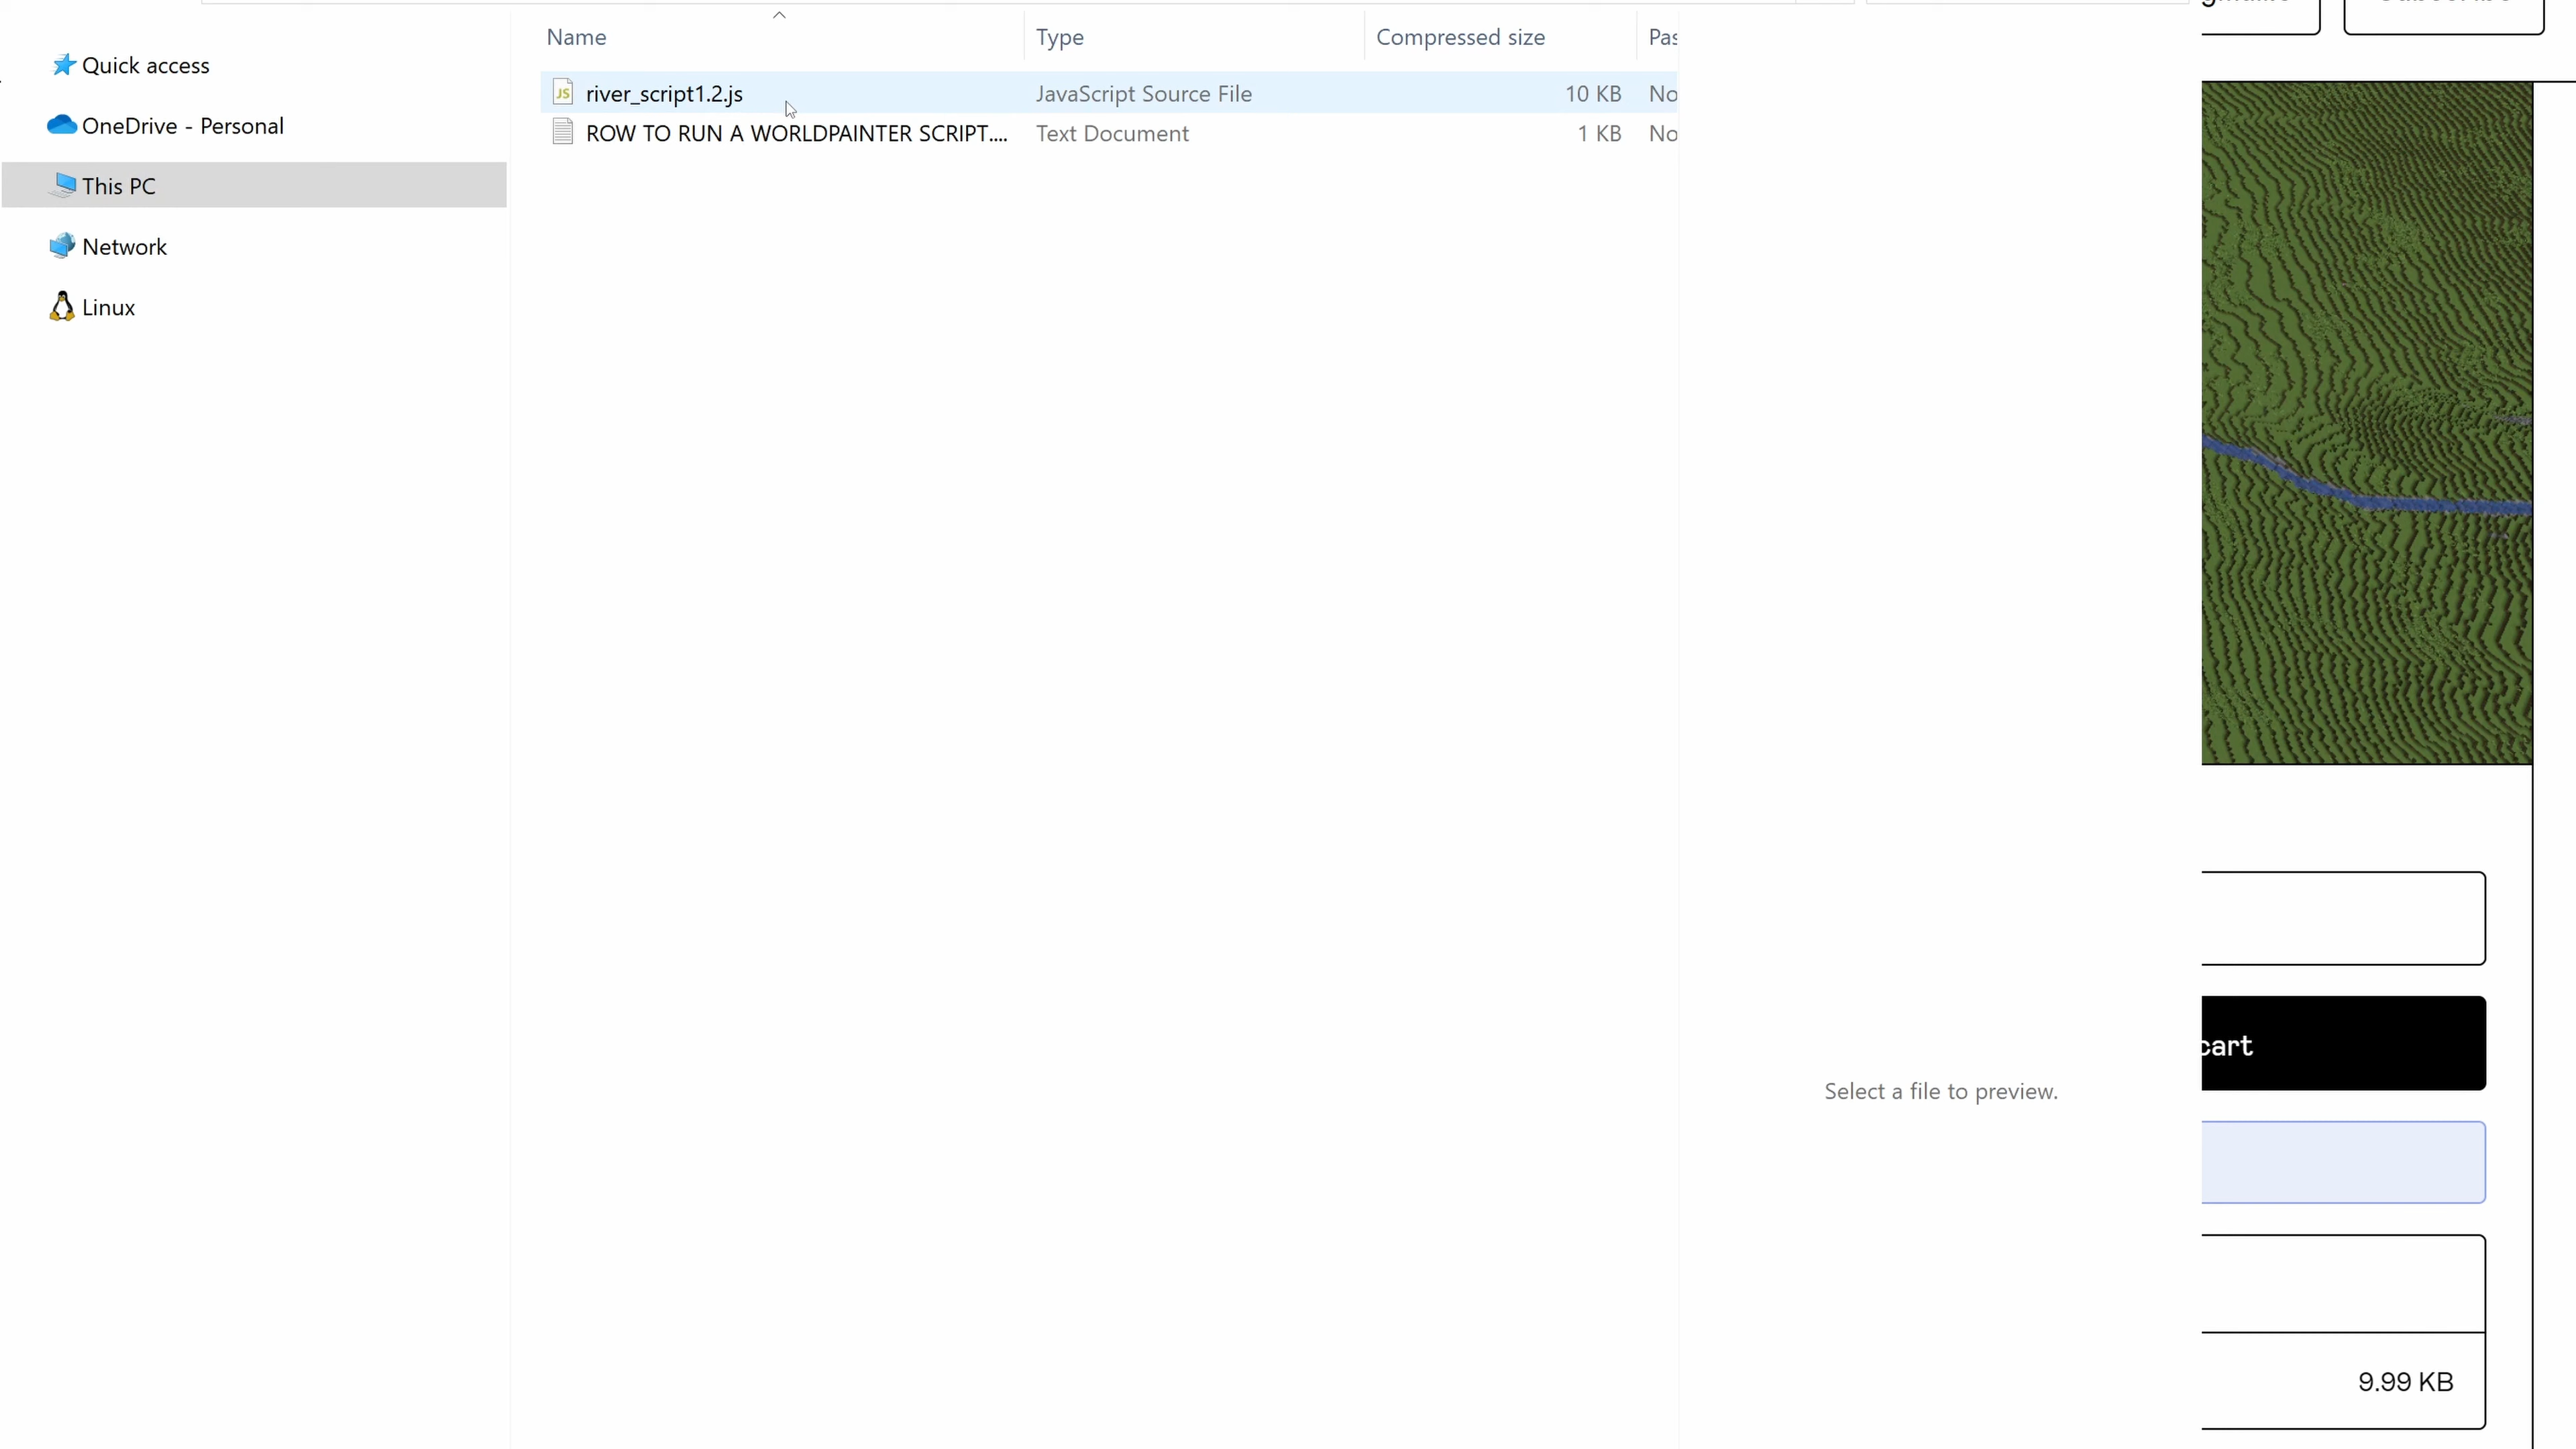 Name Type Compressed size Pas
Quick access
river_script1.2.js JavaScript Source File 10 KB No
OneDrive - Personal
ROW TO RUN A WORLDPAINTER SCRIPT.... Text Document 1 KB No
This PC
Network
Linux
cart
Select a file to preview.
9.99 KB